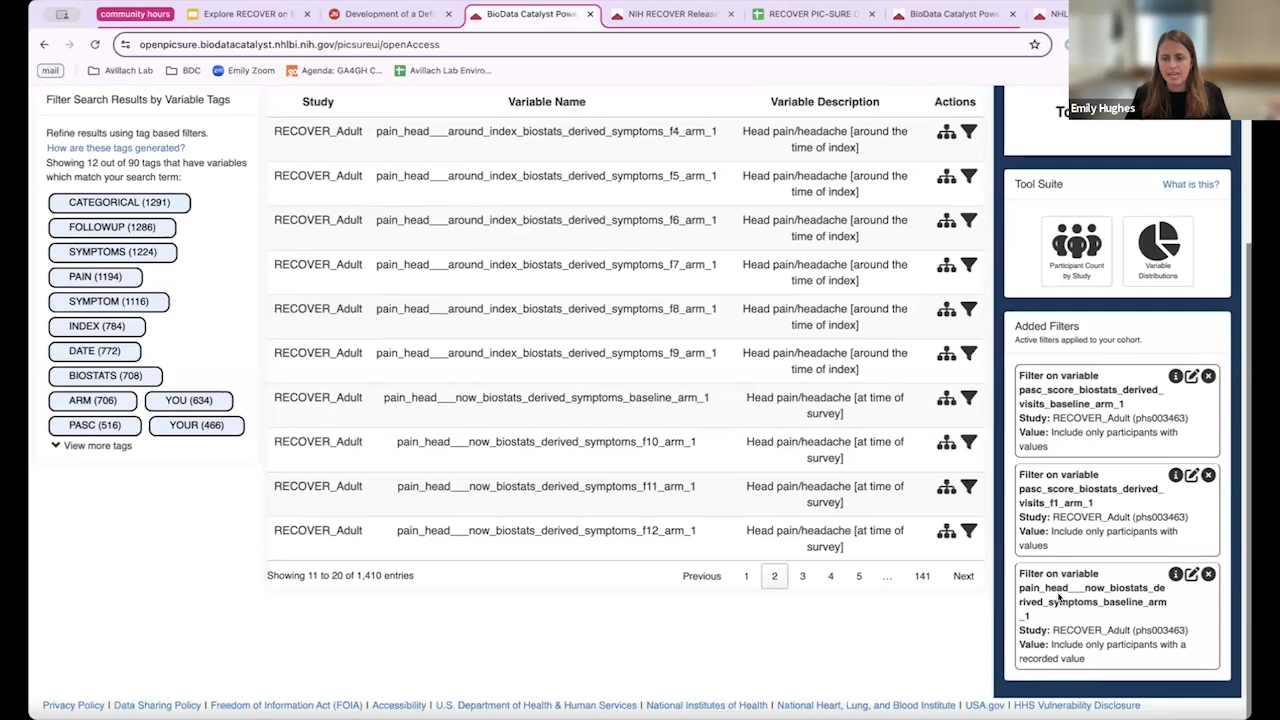 community hours
Explore RECOVER on B
Development of a Def
BioData Catalyst Powe
NIH RECOVER Releas
RECOVER PIC-SURE D
BioData Catalyst Powe
NHL
openpicsure.biodatacatalyst.nhlbi.nih.gov/picsureui/openAccess
mail
Avillach Lab
BDC
Emily Zoom
Agenda: GA4GH C...
Avillach Lab Enviro...
Emily Hughes
Filter Search Results by Variable Tags
Refine results using tag based filters.
How are these tags generated?
Showing 12 out of 90 tags that have variables
which match your search term:
CATEGORICAL (1291)
FOLLOWUP (1286)
SYMPTOMS (1224)
PAIN (1194)
SYMPTOM (1116)
INDEX (784)
DATE (772)
BIOSTATS (708)
ARM (706)
YOU (634)
PASC (516)
YOUR (466)
View more tags
Study Variable Name Variable Description Actions
RECOVER_Adult pain_head___around_index_biostats_derived_symptoms_f4_arm_1 Head pain/headache [around the
time of index]
RECOVER_Adult pain_head___around_index_biostats_derived_symptoms_f5_arm_1 Head pain/headache [around the
time of index]
RECOVER_Adult pain_head___around_index_biostats_derived_symptoms_f6_arm_1 Head pain/headache [around the
time of index]
RECOVER_Adult pain_head___around_index_biostats_derived_symptoms_f7_arm_1 Head pain/headache [around the
time of index]
RECOVER_Adult pain_head___around_index_biostats_derived_symptoms_f8_arm_1 Head pain/headache [around the
time of index]
RECOVER_Adult pain_head___around_index_biostats_derived_symptoms_f9_arm_1 Head pain/headache [around the
time of index]
RECOVER_Adult pain_head___now_biostats_derived_symptoms_baseline_arm_1 Head pain/headache [at time of
survey]
RECOVER_Adult pain_head___now_biostats_derived_symptoms_f10_arm_1 Head pain/headache [at time of
survey]
RECOVER_Adult pain_head___now_biostats_derived_symptoms_f11_arm_1 Head pain/headache [at time of
survey]
RECOVER_Adult pain_head___now_biostats_derived_symptoms_f12_arm_1 Head pain/headache [at time of
survey]
Showing 11 to 20 of 1,410 entries
Previous 1 2 3 4 5 ... 141 Next
Tool Suite What is this?
Participant Count
by Study
Variable
Distributions
Added Filters
Active filters applied to your cohort.
Filter on variable
pasc_score_biostats_derived_
visits_baseline_arm_1
Study: RECOVER_Adult (phs003463)
Value: Include only participants with
values
Filter on variable
pasc_score_biostats_derived_
visits_f1_arm_1
Study: RECOVER_Adult (phs003463)
Value: Include only participants with
values
Filter on variable
pain_head___now_biostats_de
rived_symptoms_baseline_arm
_1
Study: RECOVER_Adult (phs003463)
Value: Include only participants with a
recorded value
Privacy Policy | Data Sharing Policy | Freedom of Information Act (FOIA) | Accessibility | U.S. Department of Health & Human Services | National Institutes of Health | National Heart, Lung, and Blood Institute | USA.gov | HHS Vulnerability Disclosure